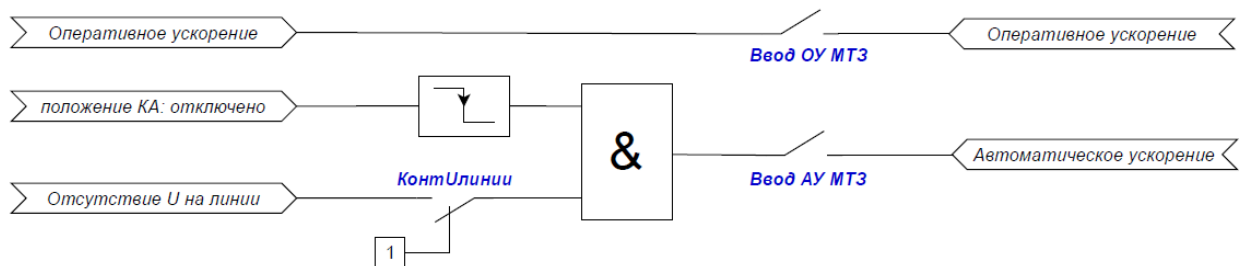 Оперативное ускорение
Ввод ОУ МТЗ
Оперативное ускорение
положение КА: отключено
&
Отсутствие U на линии
КонтUлинии
1
Ввод АУ МТЗ
Автоматическое ускорение